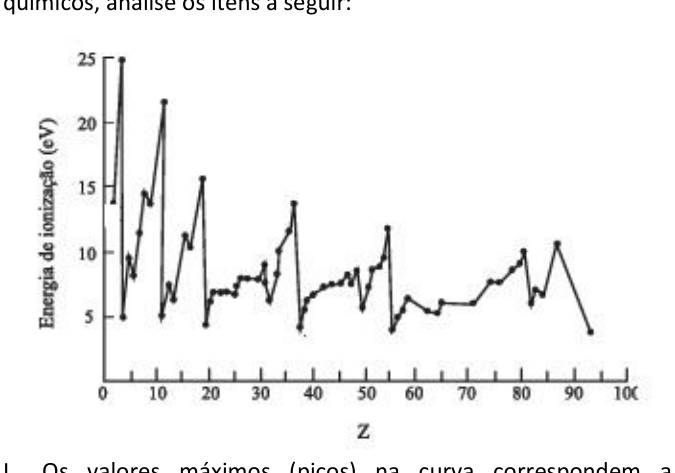 químicos, analise os itens a seguir:
25
20
15
10
5
Energia de ionização (eV)
0 10 20 30 40 50 60 70 80 90 10
Z
I. Os valores máximos (picos) na curva correspondem a